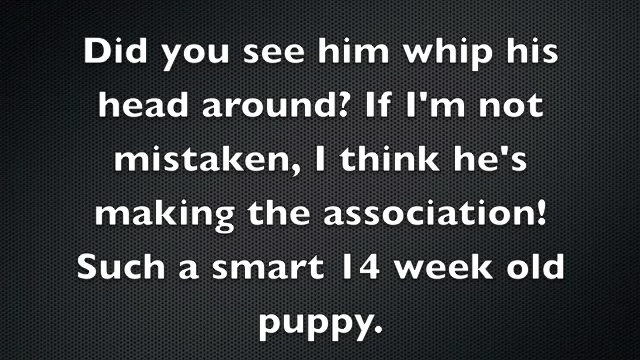 Did you see him whip his
head around? If I'm not
mistaken, I think he's
making the association!
Such a smart 14 week old
puppy.